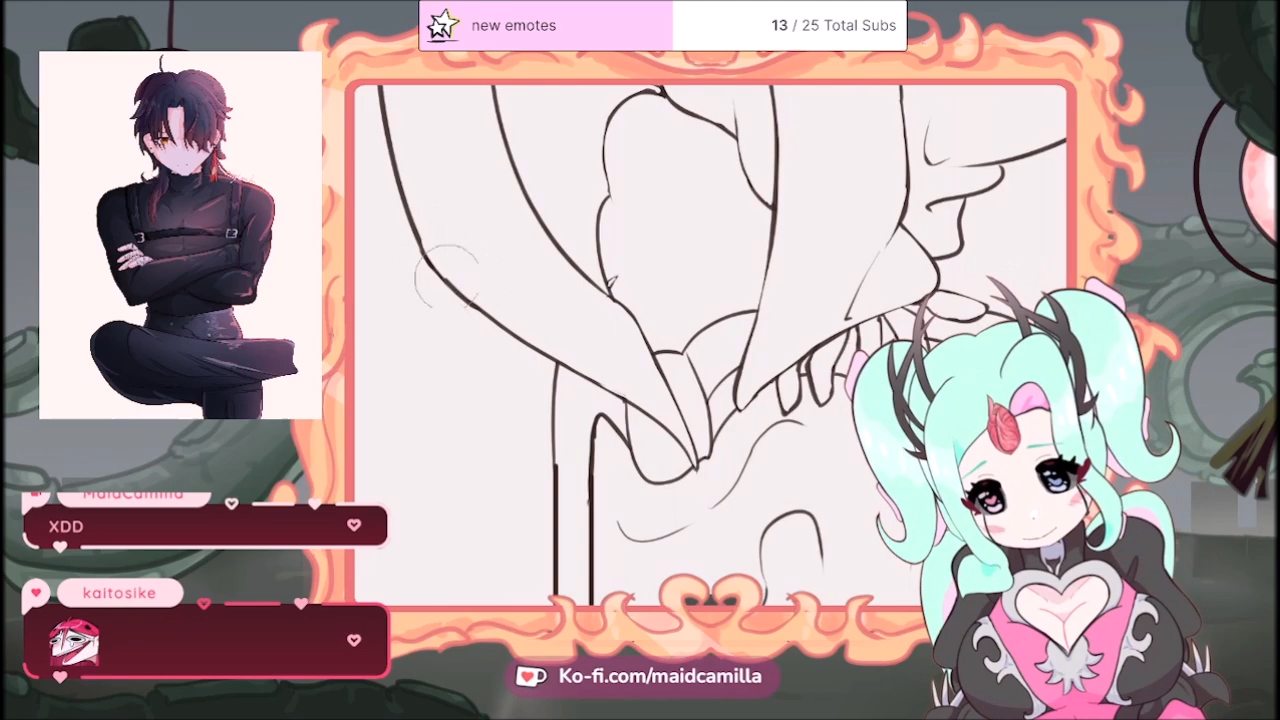 new emotes
13 / 25 Total Subs
MaidCamilla
XDD
kaitosike
Ko-fi.com/maidcamilla